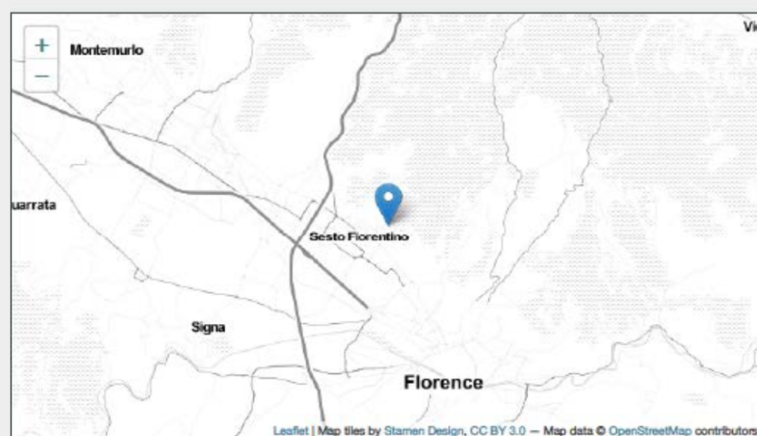 +
Montemurlo
−
uarrata
Sesto Fiorentino
Signa
Florence
Leaflet | Map tiles by Stamen Design, CC BY 3.0 — Map data © OpenStreetMap contributors